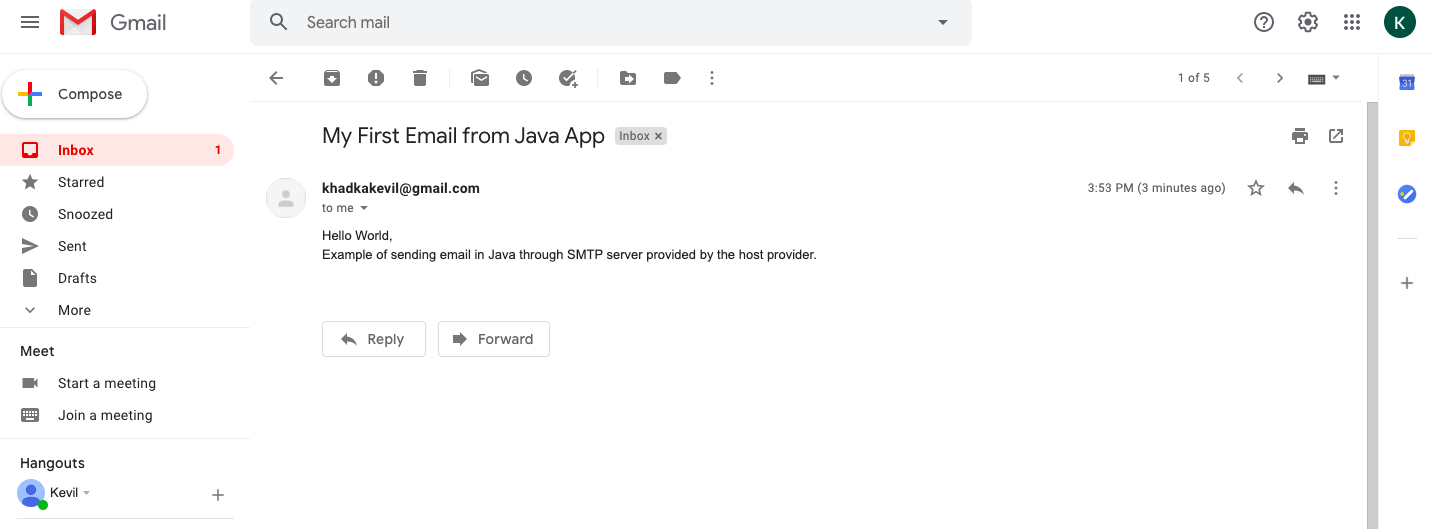 Gmail
Search mail
K
Compose
1 of 5
31
My First Email from Java App Inbox ×
Inbox 1
Starred
Snoozed
Sent
Drafts
More
khadkakevil@gmail.com 3:53 PM (3 minutes ago)
to me
Hello World,
Example of sending email in Java through SMTP server provided by the host provider.
Reply Forward
Meet
Start a meeting
Join a meeting
Hangouts
Kevil